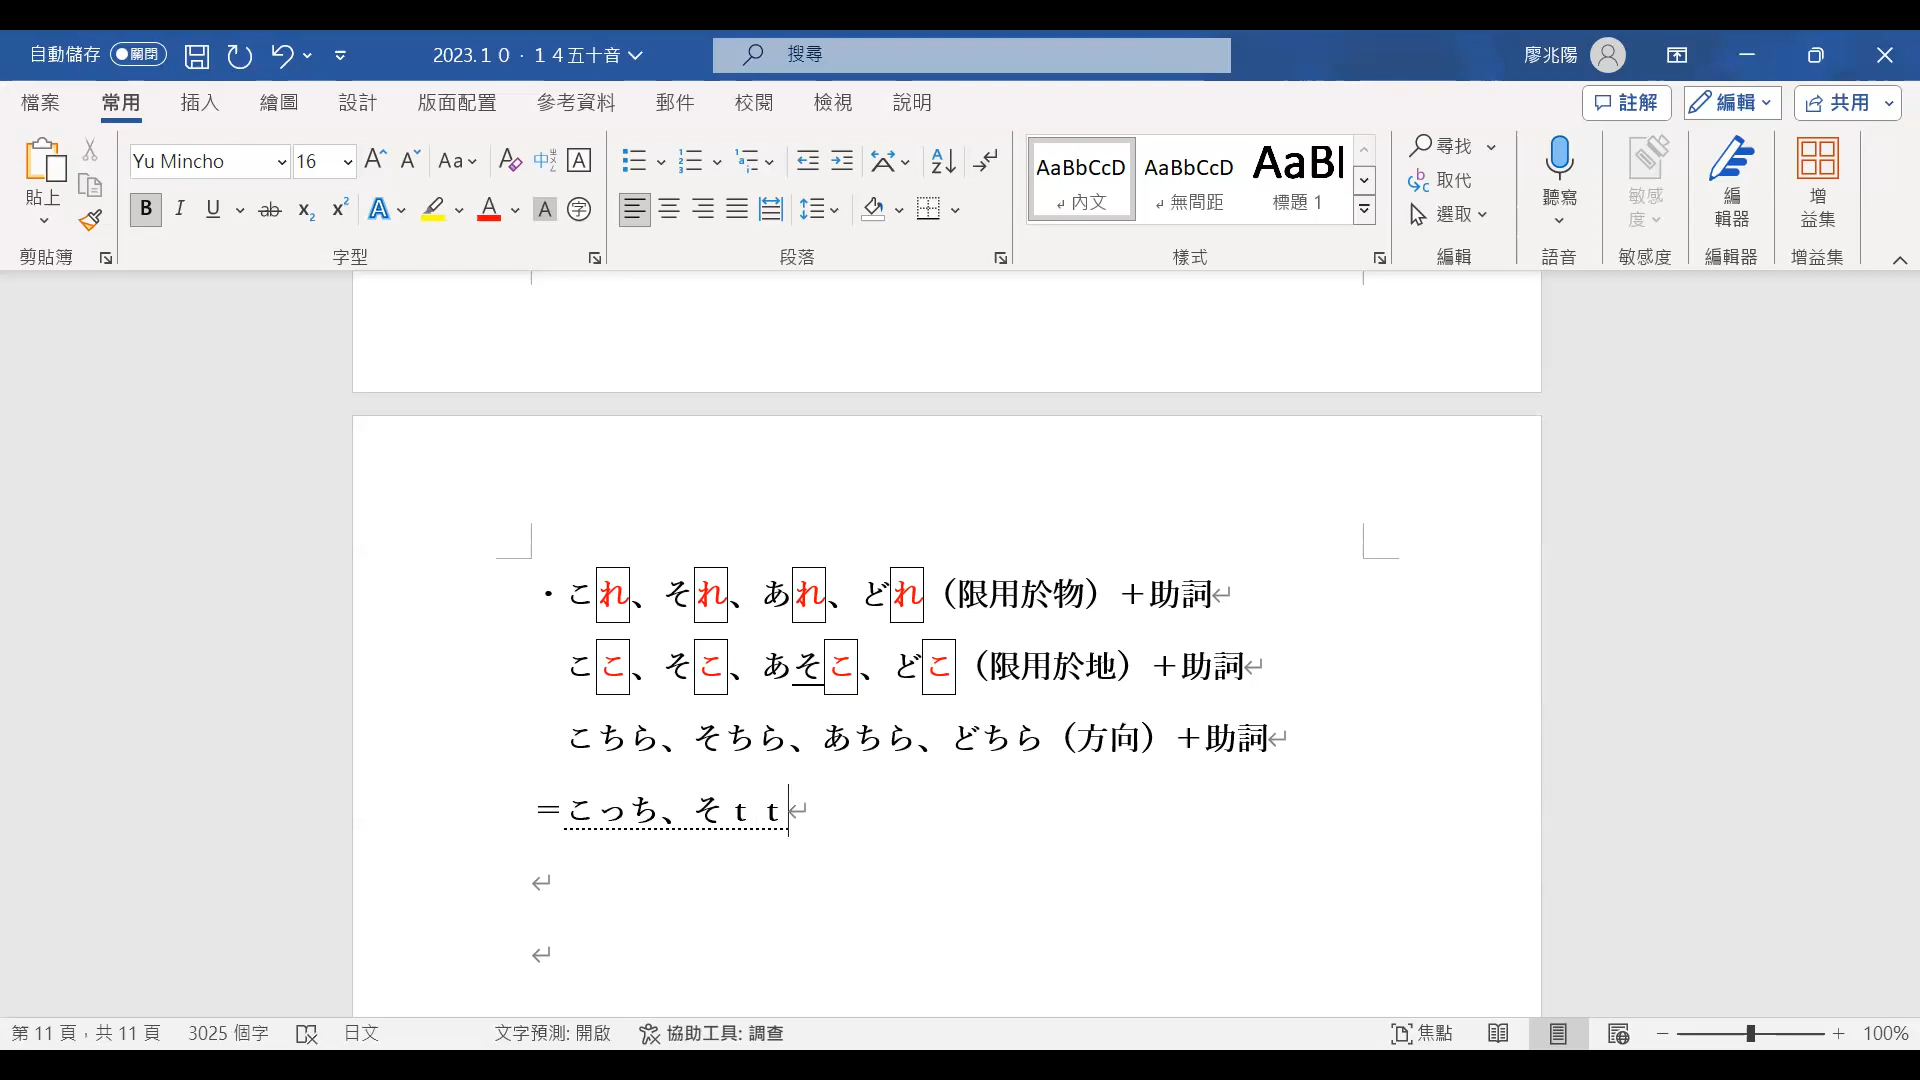 自動儲存 關閉 2023.１０．１４五十音 搜尋 廖兆陽
檔案 常用 插入 繪圖 設計 版面配置 參考資料 郵件 校閱 檢視 說明 註解 編輯 共用
貼上
剪貼簿
Yu Mincho 16 Aa
B I U ab x₂ x² A A A 字
字型
段落
AaBbCcD AaBbCcD AaBl
內文 無間距 標題 1
樣式
尋找
取代
選取
編輯
聽寫
語音
敏感度
敏感度
編輯器
編輯器
增益集
增益集
・これ、それ、あれ、どれ（限用於物）＋助詞
ここ、そこ、あそこ、どこ（限用於地）＋助詞
こちら、そちら、あちら、どちら（方向）＋助詞
＝こっち、そｔｔ
第 11 頁，共 11 頁 3025 個字 日文 文字預測: 開啟 協助工具: 調查 焦點 100%